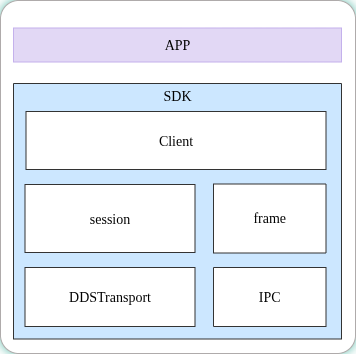 APP
SDK
Client
session
frame
DDSTransport
IPC